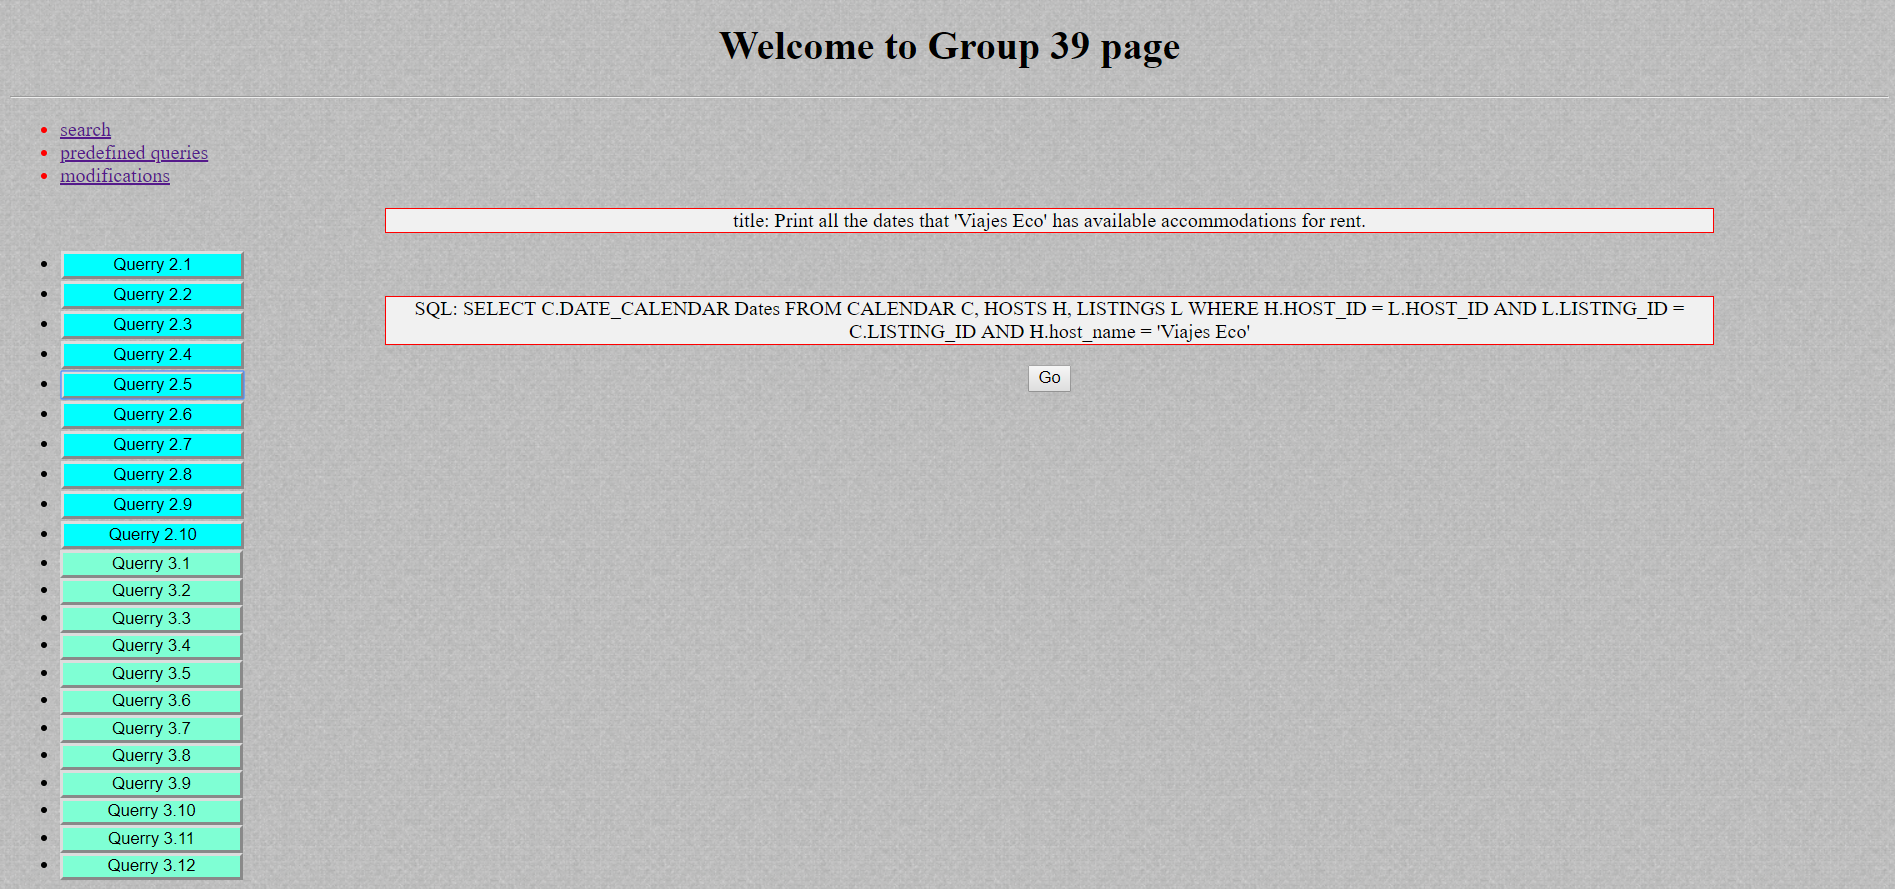 Welcome to Group 39 page
search
predefined queries
modifications
title: Print all the dates that 'Viajes Eco' has available accommodations for rent.
SQL: SELECT C.DATE_CALENDAR Dates FROM CALENDAR C, HOSTS H, LISTINGS L WHERE H.HOST_ID = L.HOST_ID AND L.LISTING_ID =
C.LISTING_ID AND H.host_name = 'Viajes Eco'
Go
Querry 2.1
Querry 2.2
Querry 2.3
Querry 2.4
Querry 2.5
Querry 2.6
Querry 2.7
Querry 2.8
Querry 2.9
Querry 2.10
Querry 3.1
Querry 3.2
Querry 3.3
Querry 3.4
Querry 3.5
Querry 3.6
Querry 3.7
Querry 3.8
Querry 3.9
Querry 3.10
Querry 3.11
Querry 3.12